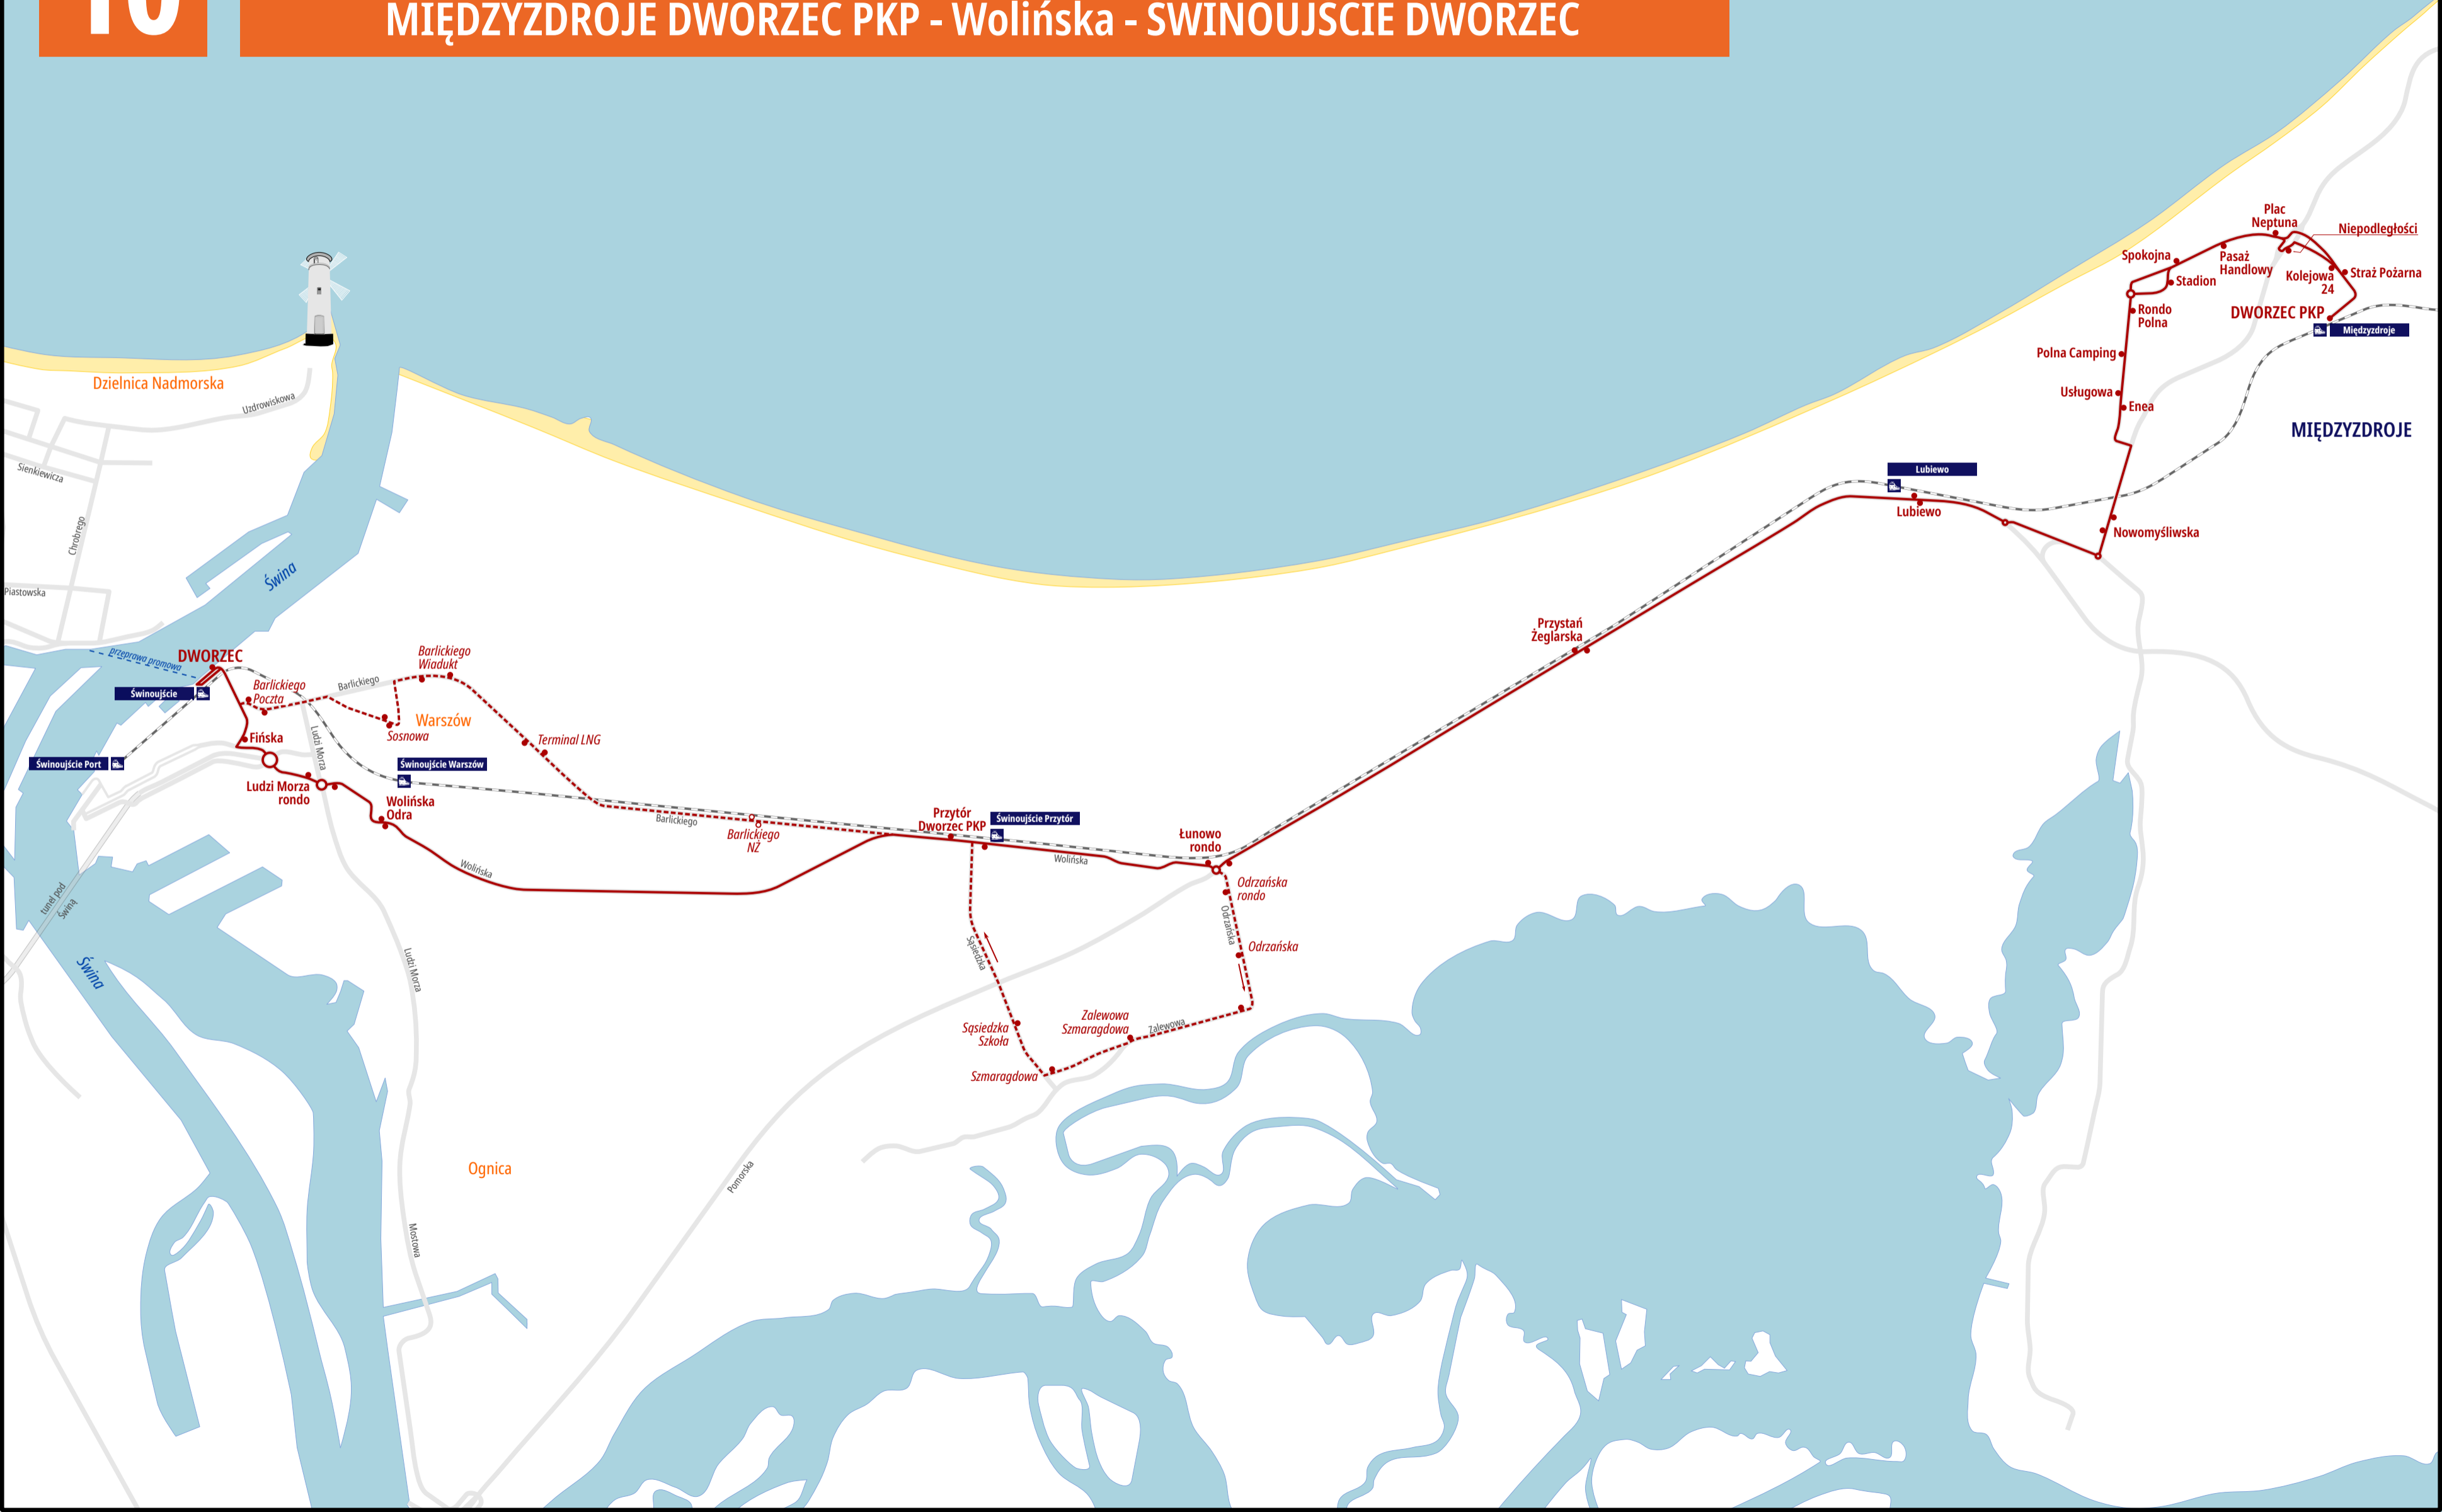 10
MIĘDZYZDROJE DWORZEC PKP - Wolińska - ŚWINOUJŚCIE DWORZEC
Plac
Neptuna
Niepodległości
Spokojna
Pasaż
Handlowy
Kolejowa
24
Straż Pożarna
Stadion
Rondo
Polna
DWORZEC PKP
Międzyzdroje
Polna Camping
Usługowa
Enea
MIĘDZYZDROJE
Dzielnica Nadmorska
Uzdrowiskowa
Sienkiewicza
Chrobrego
Piastowska
Świna
Lubiewo
Lubiewo
Nowomyśliwska
Przystań
Żeglarska
przeprawa promowa
DWORZEC
Świnoujście
Barlickiego
Poczta
Barlickiego
Barlickiego
Wiadukt
Warszów
Sosnowa
Terminal LNG
Fińska
Ludzi Morza
Świnoujście Port
Świnoujście Warszów
Ludzi Morza
rondo
Wolińska
Odra
Wolińska
Barlickiego
Barlickiego
NŻ
Przytór
Dworzec PKP
Świnoujście Przytór
Wolińska
Łunowo
rondo
Odrzańska
rondo
Odrzańska
Odrzańska
Sąsiedzka
Sąsiedzka
Szkoła
Zalewowa
Szmaragdowa
Zalewowa
Szmaragdowa
tunel pod
Świną
Świna
Ludzi Morza
Ognica
Pomorska
Mostowa